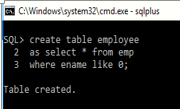 C:\Windows\system32\cmd.exe - sqlplus
SQL> create table employee
2 as select * from emp
3 where ename like 0;
Table created.